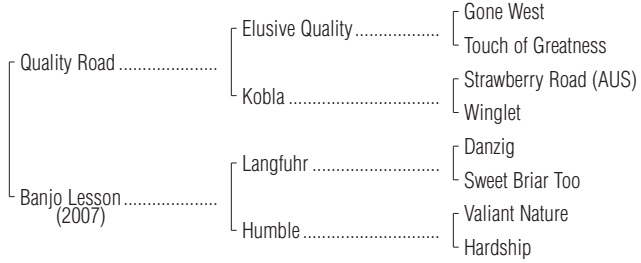 Gone West
Elusive Quality
Touch of Greatness
Quality Road
Strawberry Road (AUS)
Kobla
Winglet
Danzig
Langfuhr
Sweet Briar Too
Banjo Lesson
(2007)
Valiant Nature
Humble
Hardship